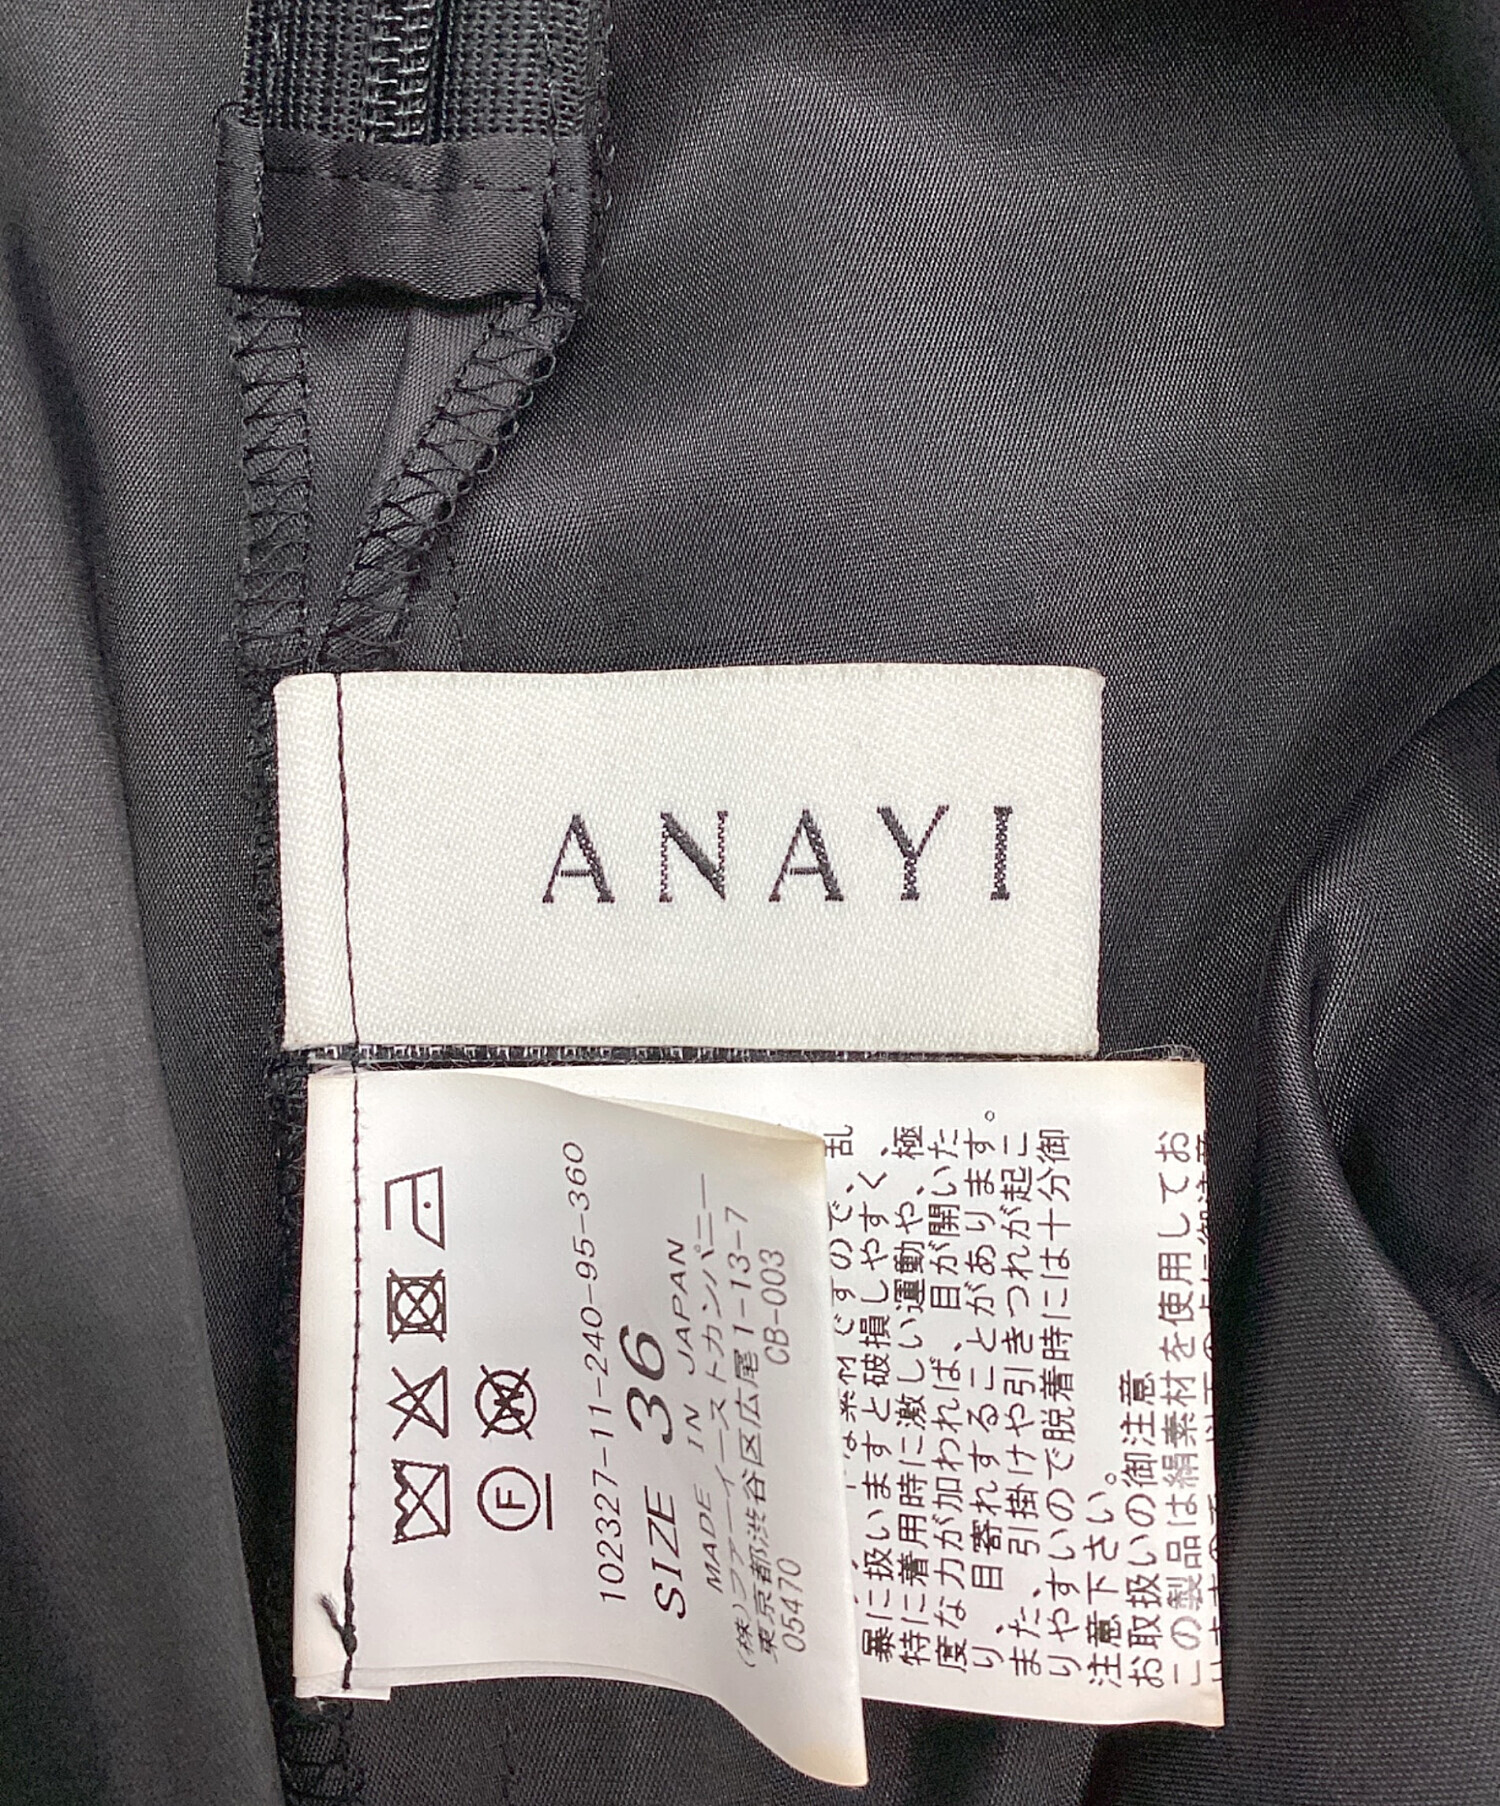 ANAYI
102327-11-240-95-360
SIZE 36
MADE IN JAPAN
(株)ファーイーストカンパニー
東京都渋谷区広尾1-13-7
05470 CB-003
F
W
乱
暴に扱いますと破損しやすく、
特に着用時に激しい運動や、極
度な力が加われば、目が開いた
り、目寄れすることがあります。
また、引掛けや引きつれが起こ
りやすいので脱着時には十分御
注意下さい。
お取扱いの御注意
この製品は絹素材を使用してお